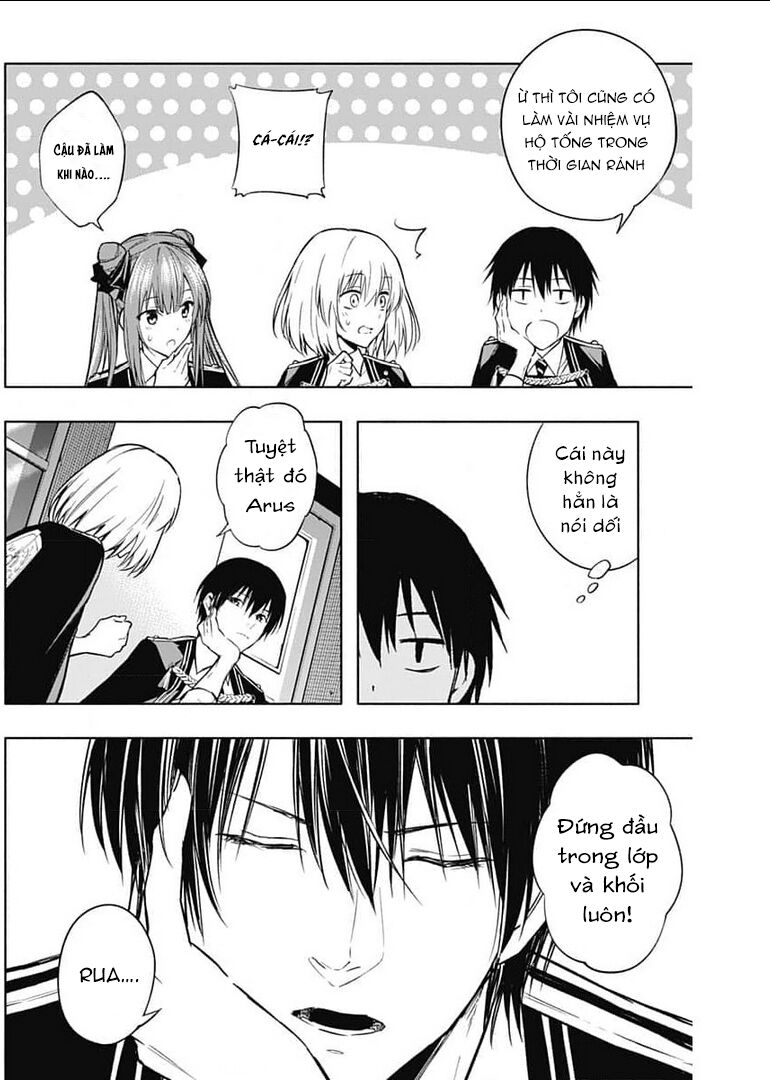 Ừ THÌ TÔI CŨNG CÓ
LÀM VÀI NHIỆM VỤ
HỘ TỐNG TRONG
THỜI GIAN RẢNH
CÁ-CÁI!?
CẬU ĐÃ LÀM
KHI NÀO....
Cái này
không
hẳn là
nói dối
Tuyệt
thật đó
Arus
Đứng đầu
trong lớp
và khối
luôn!
RUA....